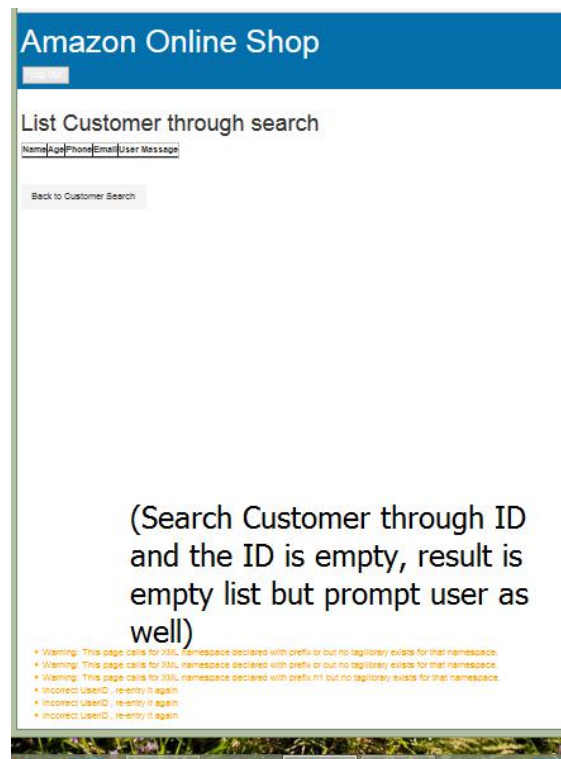 Amazon Online Shop
Log Out
List Customer through search
Name Age Phone Email User Massage
Back to Customer Search
(Search Customer through ID
and the ID is empty, result is
empty list but prompt user as
well)
Warning: This page calls for XML namespace declared with prefix or but no taglibrary exists for that namespace.
Warning: This page calls for XML namespace declared with prefix or but no taglibrary exists for that namespace.
Warning: This page calls for XML namespace declared with prefix h1 but no taglibrary exists for that namespace.
Incorrect UserID , re-entry it again
Incorrect UserID , re-entry it again
Incorrect UserID , re-entry it again